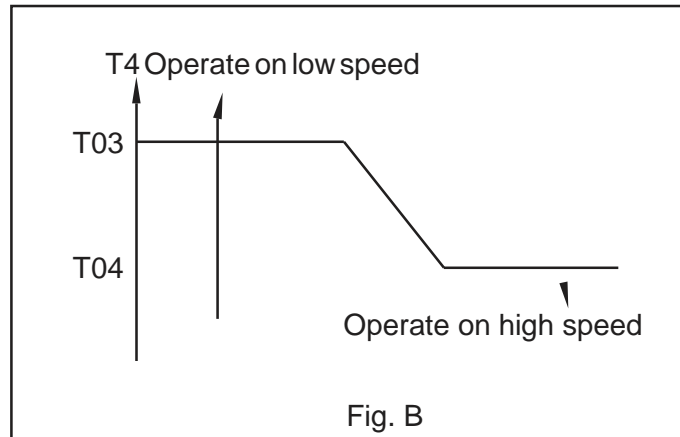 T4 Operate on low speed
T03
T04
Operate on high speed
Fig. B